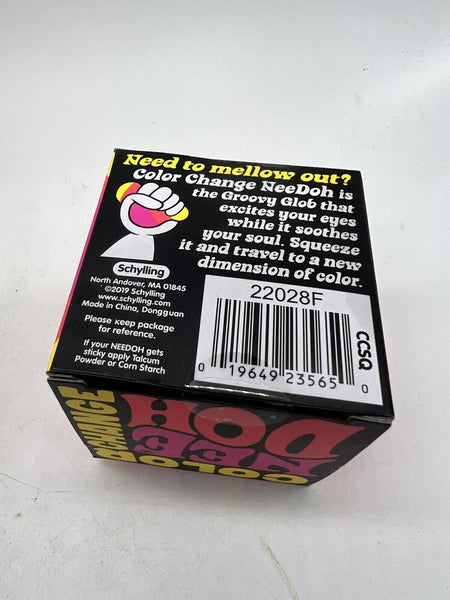 Need to mellow out?
Color Change NeeDoh is
the Groovy Glob that
excites your eyes
while it soothes
your soul. Squeeze
it and travel to a new
dimension of color.
Schylling
North Andover, MA 01845
©2019 Schylling
www.schylling.com
Made in China, Dongguan
Please keep package
for reference.
If your NEEDOH gets
sticky apply Talcum
Powder or Corn Starch
22028F
0 19649 23565 0
CCSQ
COLOR
CHANGE
NEE
DOH